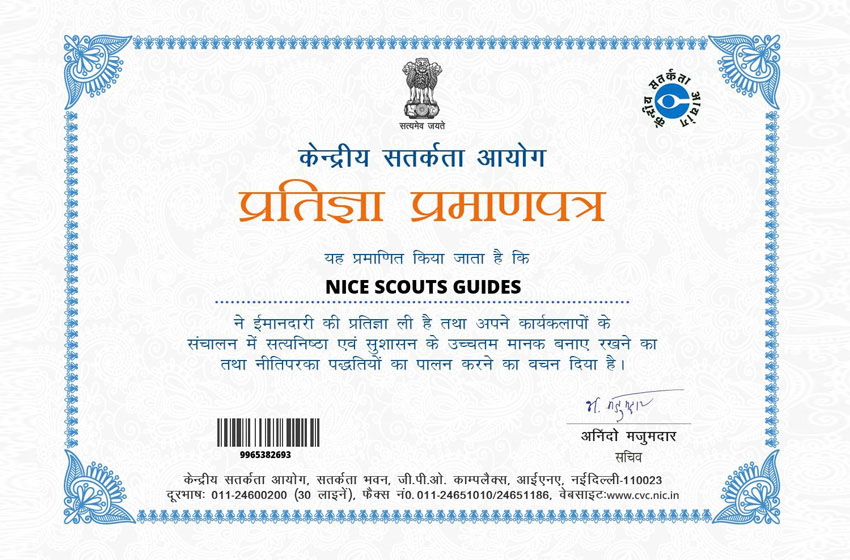 सत्यमेव जयते
केन्द्रीय सतर्कता आयोग
केन्द्रीय सतर्कता आयोग
प्रतिज्ञा प्रमाणपत्र
यह प्रमाणित किया जाता है कि
NICE SCOUTS GUIDES
ने ईमानदारी की प्रतिज्ञा ली है तथा अपने कार्यकलापों के
संचालन में सत्यनिष्ठा एवं सुशासन के उच्चतम मानक बनाए रखने का
तथा नीतिपरका पद्धतियों का पालन करने का वचन दिया है।
अ. मजुमदार
अनिंदो मजुमदार
सचिव
9965382693
केन्द्रीय सतर्कता आयोग, सतर्कता भवन, जी.पी.ओ. काम्पलैक्स, आईएनए, नईदिल्ली-110023
दूरभाषः 011-24600200 (30 लाइनें), फैक्स नं0. 011-24651010/24651186, वेबसाइटः www.cvc.nic.in